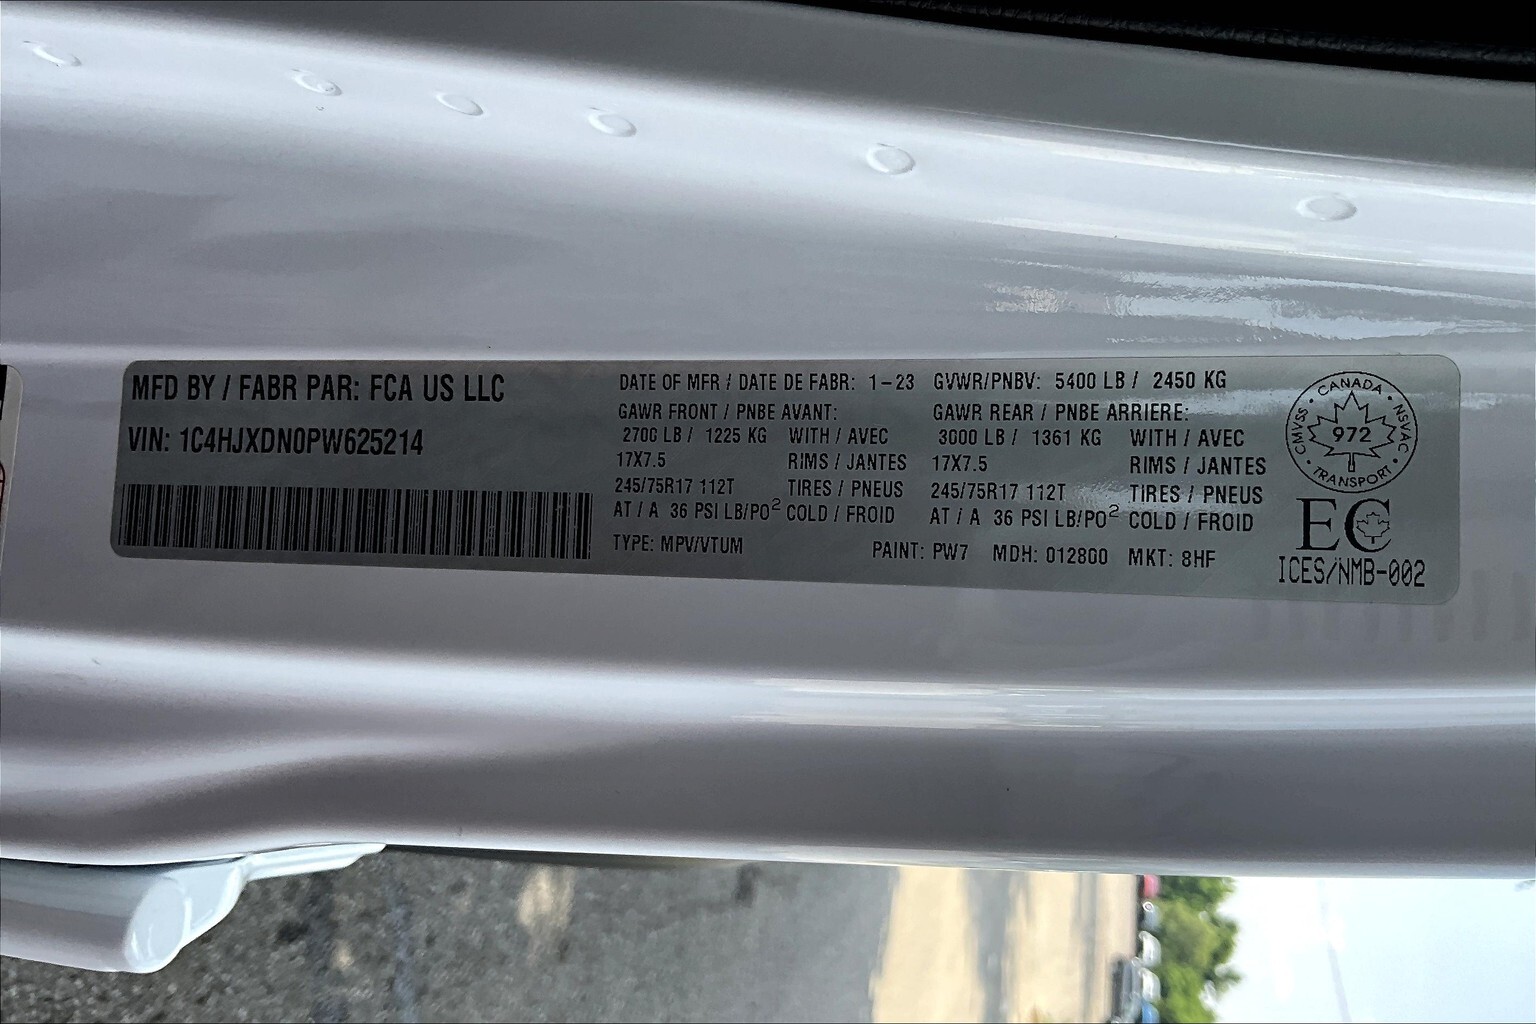 MFD BY / FABR PAR: FCA US LLC
VIN: 1C4HJXDN0PW625214
DATE OF MFR / DATE DE FABR: 1-23 GVWR/PNBV: 5400 LB / 2450 KG
GAWR FRONT / PNBE AVANT: GAWR REAR / PNBE ARRIERE:
2700 LB / 1225 KG WITH / AVEC 3000 LB / 1361 KG WITH / AVEC
17X7.5 RIMS / JANTES 17X7.5 RIMS / JANTES
245/75R17 112T TIRES / PNEUS 245/75R17 112T TIRES / PNEUS
AT / A 36 PSI LB/PO² COLD / FROID AT / A 36 PSI LB/PO² COLD / FROID
TYPE: MPV/VTUM PAINT: PW7 MDH: 012800 MKT: 8HF
CANADA
CMVSS 972 NSVAC
TRANSPORT
EC
ICES/NMB-002